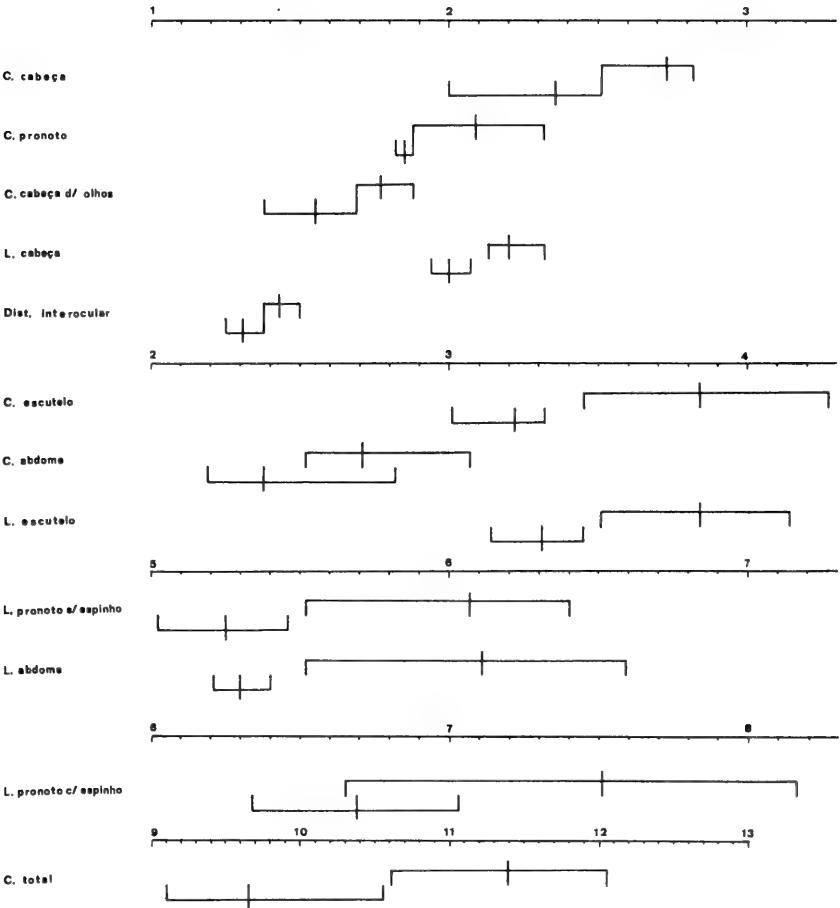 1 2 3
C. cabeça
C. pronoto
C. cabeça d/ olhos
L. cabeça
Dist. Interocular
2 3 4
C. escutelo
C. abdome
L. escutelo
5 6 7
L. pronoto s/espinho
L. abdome
6 7 8
L. pronoto c/ espinho
9 10 11 12 13
C. total